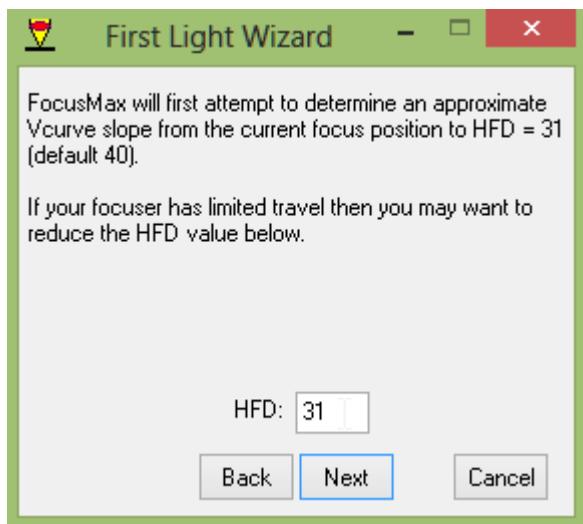 First Light Wizard
FocusMax will first attempt to determine an approximate
Vcurve slope from the current focus position to HFD = 31
(default 40).
If your focuser has limited travel then you may want to
reduce the HFD value below.
HFD: 31
Back Next Cancel